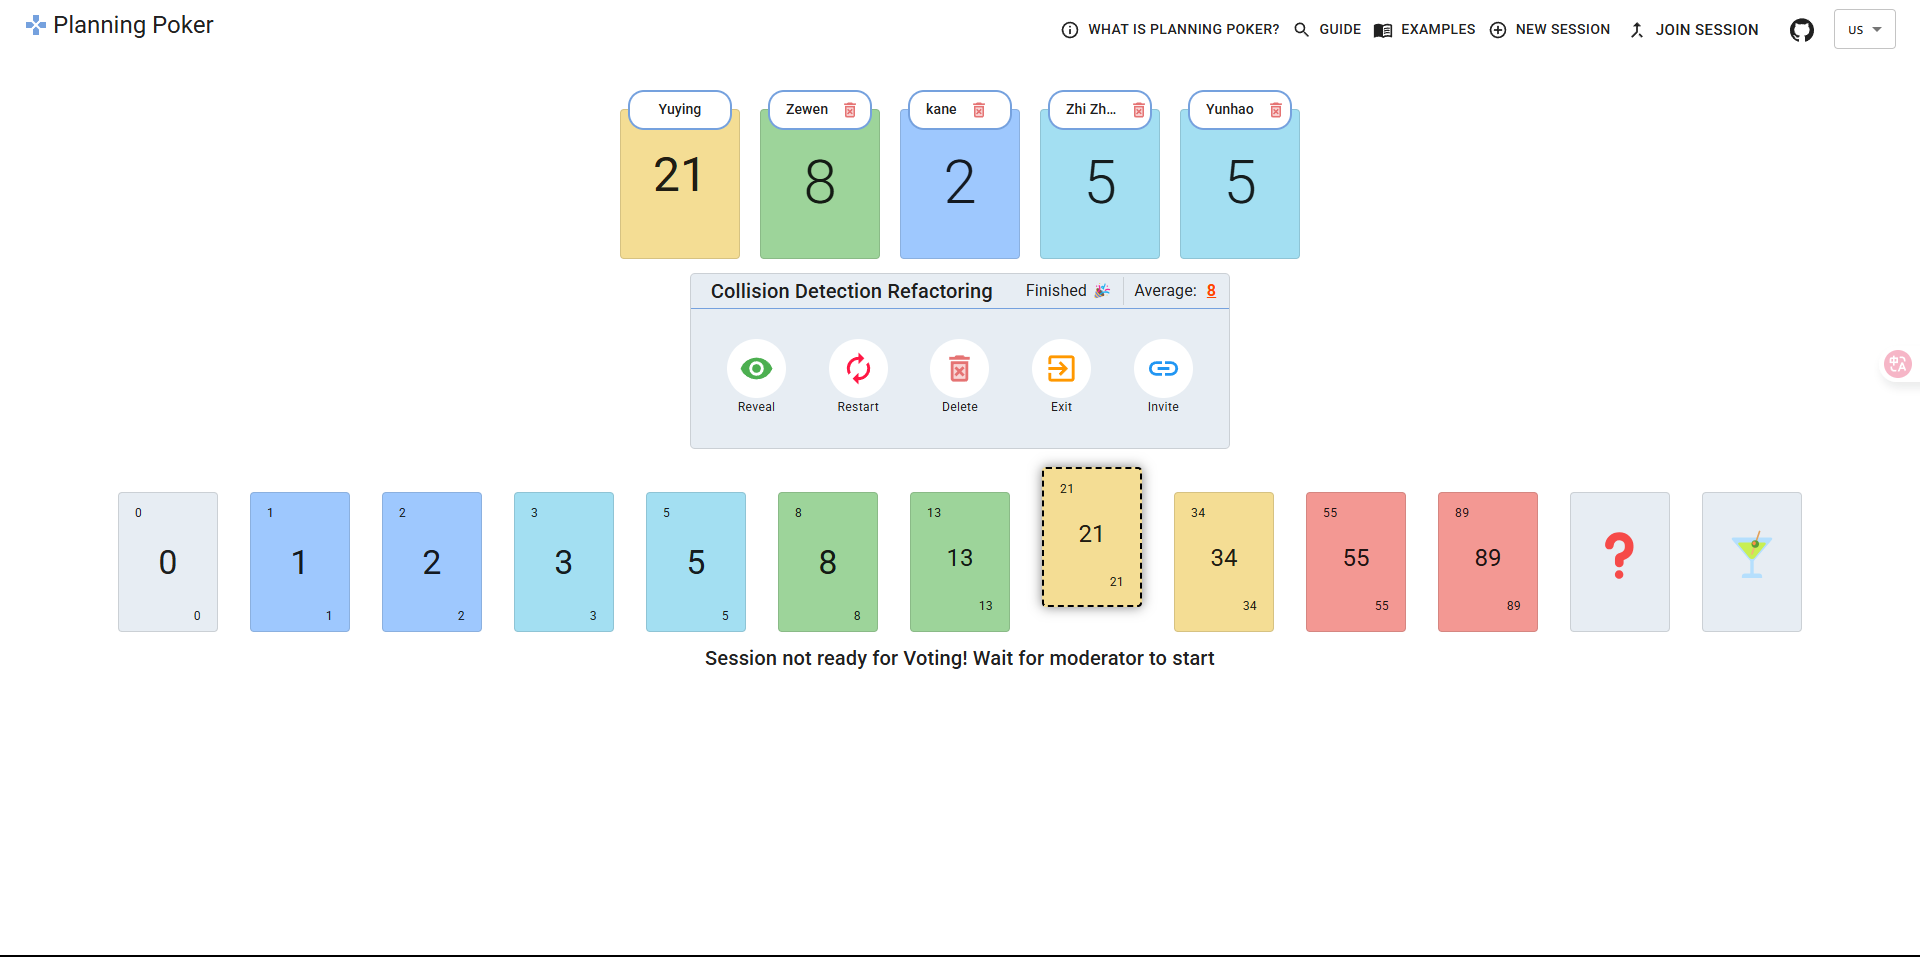 Planning Poker
WHAT IS PLANNING POKER? GUIDE EXAMPLES NEW SESSION JOIN SESSION US
Yuying Zewen kane Zhi Zh... Yunhao
21 8 2 5 5
Collision Detection Refactoring Finished 🎉 Average: 8
Reveal Restart Delete Exit Invite
0 1 2 3 5 8 13 21 34 55 89
0 1 2 3 5 8 13 21 34 55 89 ❓
0 1 2 3 5 8 13 21 34 55 89
Session not ready for Voting! Wait for moderator to start
中 A